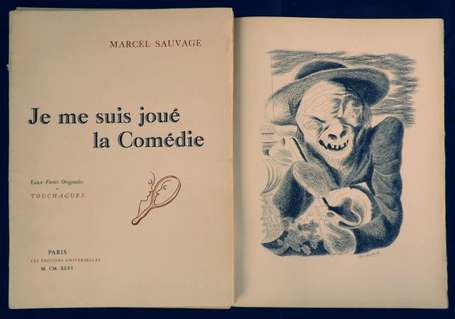 MARCEL SAUVAGE
Je me suis joué
la Comédie
Eaux-Fortes Originales
TOUCHAGUES
PARIS
LES ÉDITIONS UNIVERSELLES
M. CM. XLVI